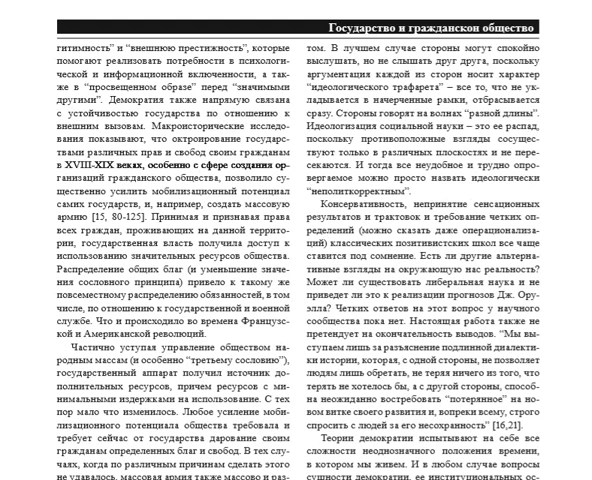 Государство и гражданское общество
гитимность" и "внешнюю престижность", которые
помогают реализовать потребности в психологи-
ческой и информационной включенности, а так-
же в "просвещенном образе" перед "значимыми
другими". Демократия также напрямую связана
с устойчивостью государства по отношению к
внешним вызовам. Макроисторические исследо-
вания показывают, что октроирование государс-
твами различных прав и свобод своим гражданам
в XVIII-XIX веках, особенно с сфере создания ор-
ганизаций гражданского общества, позволило су-
щественно усилить мобилизационный потенциал
самих государств, и, например, создать массовую
армию [15, 80-125]. Принимая и признавая права
всех граждан, проживающих на данной террито-
рии, государственная власть получила доступ к
использованию значительных ресурсов общества.
Распределение общих благ (и уменьшение значе-
ния сословного принципа) привело к такому же
повсеместному распределению обязанностей, в том
числе, по отношению к государственной и военной
службе. Что и происходило во времена Французс-
кой и Американской революций.
Частично уступая управление обществом на-
родным массам (и особенно "третьему сословию"),
государственный аппарат получил источник до-
полнительных ресурсов, причем ресурсов с ми-
нимальными издержками на использование. С тех
пор мало что изменилось. Любое усиление моби-
лизационного потенциала общества требовала и
требует сейчас от государства дарование своим
гражданам определенных благ и свобод. В тех слу-
чаях, когда по различным причинам сделать этого
не удавалось, массовая армия также массово и раз-
том. В лучшем случае стороны могут спокойно
выслушать, но не слышать друг друга, поскольку
аргументация каждой из сторон носит характер
"идеологического трафарета" – все то, что не ук-
ладывается в начерченные рамки, отбрасывается
сразу. Стороны говорят на волнах "разной длины".
Идеологизация социальной науки – это ее распад,
поскольку противоположные взгляды сосущес-
твуют только в различных плоскостях и не пере-
секаются. И тогда все неудобное и трудно опро-
вергаемое можно просто назвать идеологически
"неполиткорректным".
Консервативность, неприятие сенсационных
результатов и трактовок и требование четких оп-
ределений (можно сказать даже операционализа-
ций) классических позитивистских школ все чаще
ставится под сомнение. Есть ли другие альтерна-
тивные взгляды на окружающую нас реальность?
Может ли существовать либеральная наука и не
приведет ли это к реализации прогнозов Дж. Ору-
элла? Четких ответов на этот вопрос у научного
сообщества пока нет. Настоящая работа также не
претендует на окончательность выводов. "Мы вы-
ступаем лишь за разъяснение подлинной диалекти-
ки истории, которая, с одной стороны, не позволяет
людям лишь обретать, не теряя ничего из того, что
терять не хотелось бы, а с другой стороны, способ-
на неожиданно востребовать "потерянное" на но-
вом витке своего развития и, вопреки всему, строго
спросить с людей за его несохранность" [16,21].
Теории демократии испытывают на себе все
сложности неоднозначного положения времени,
в котором мы живем. И в любом случае вопросы
сущности демократии, ее институциональных ос-